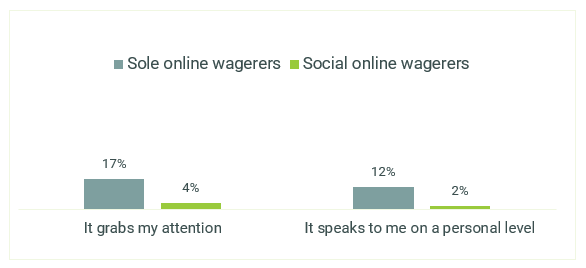 Sole online wagerers Social online wagerers
17%
4%
12%
2%
It grabs my attention
It speaks to me on a personal level